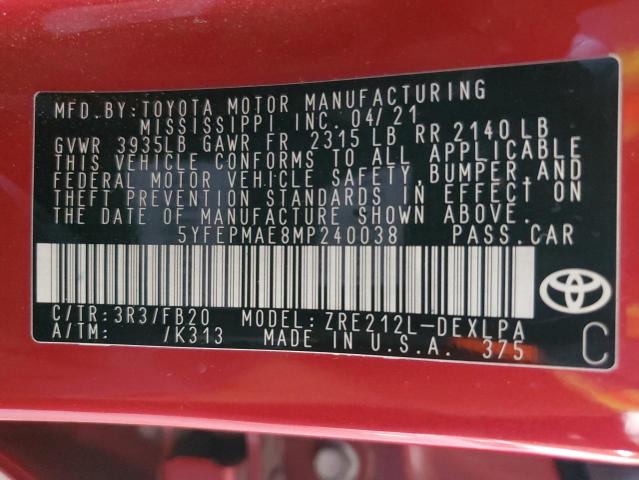 MFD.BY:TOYOTA MOTOR MANUFACTURING
MISSISSIPPI INC. 04/21
GVWR 3935LB GAWR FR 2315 LB RR 2140LB
THIS VEHICLE CONFORMS TO ALL APPLICABLE
FEDERAL MOTOR VEHICLE SAFETY, BUMPER, AND
THEFT PREVENTION STANDARDS IN EFFECT ON
THE DATE OF MANUFACTURE SHOWN ABOVE.
5YFEPMAE8MP240038 PASS.CAR
C/TR: 3R3/FB20 MODEL: ZRE212L-DEXLPA
A/TM: /K313 MADE IN U.S.A. 375
C